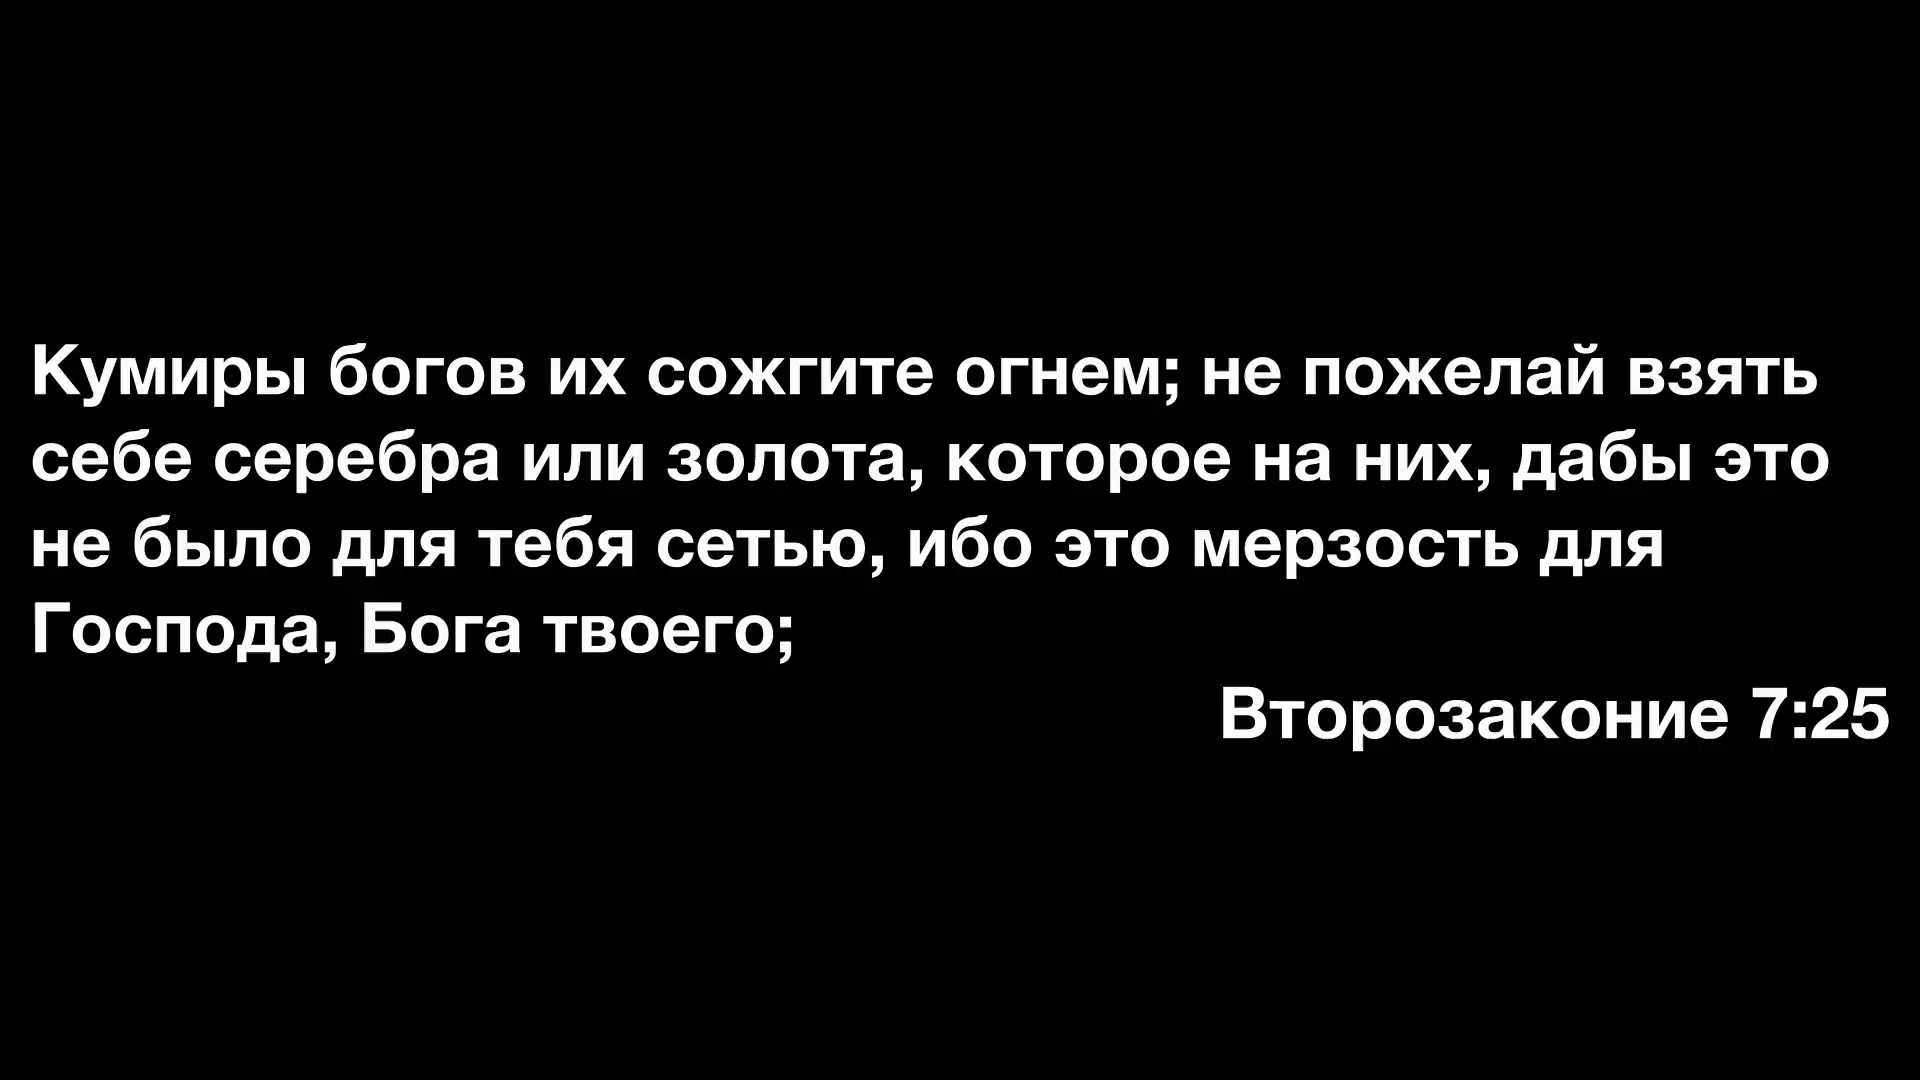 Кумиры богов их сожгите огнем; не пожелай взять
себе серебра или золота, которое на них, дабы это
не было для тебя сетью, ибо это мерзость для
Господа, Бога твоего;
Второзаконие 7:25